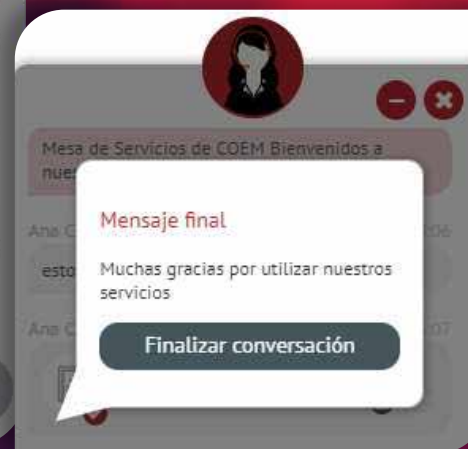 Mesa de Servicios de COEM Bienvenidos a
Mensaje final
Muchas gracias por utilizar nuestros
servicios
Finalizar conversación